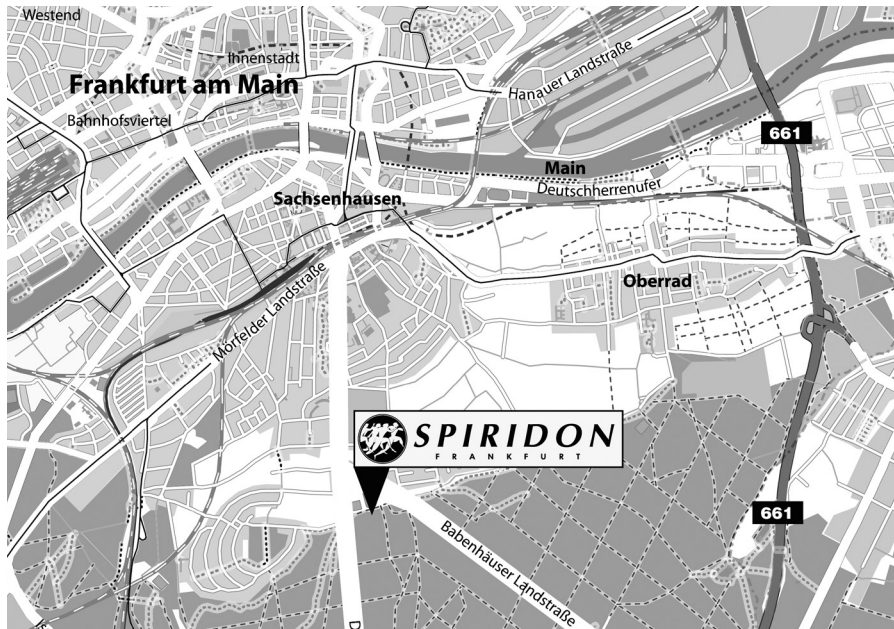 Westend
Innenstadt
Frankfurt am Main
Hanauer Landstraße
Bahnhofsviertel
661
Main
Deutschherrenufer
Sachsenhausen
Oberrad
Mörfelder Landstraße
SPIRIDON
FRANKFURT
661
Babenhäuser Landstraße
D